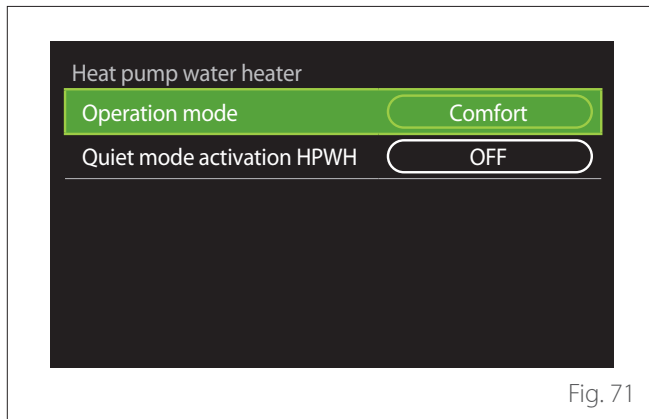 Heat pump water heater
Operation mode Comfort
Quiet mode activation HPWH OFF
Fig. 71